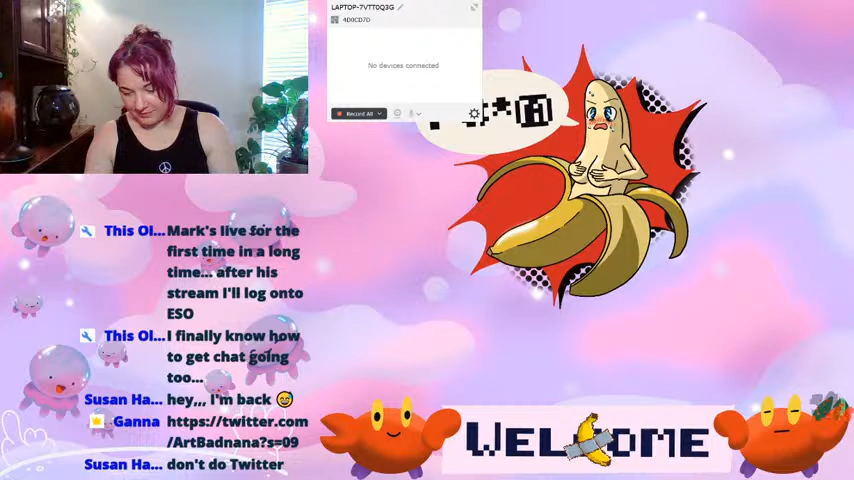 LAPTOP-7VTT0Q3G
4D0CD7D
No devices connected
Record All
This Ol... Mark's live for the
first time in a long
time... after his
stream I'll log onto
ESO
This Ol... I finally know how
to get chat going
too...
Susan Ha... hey,,, I'm back 😅
Ganna https://twitter.com
/ArtBadnana?s=09
Susan Ha... don't do Twitter
WELCOME